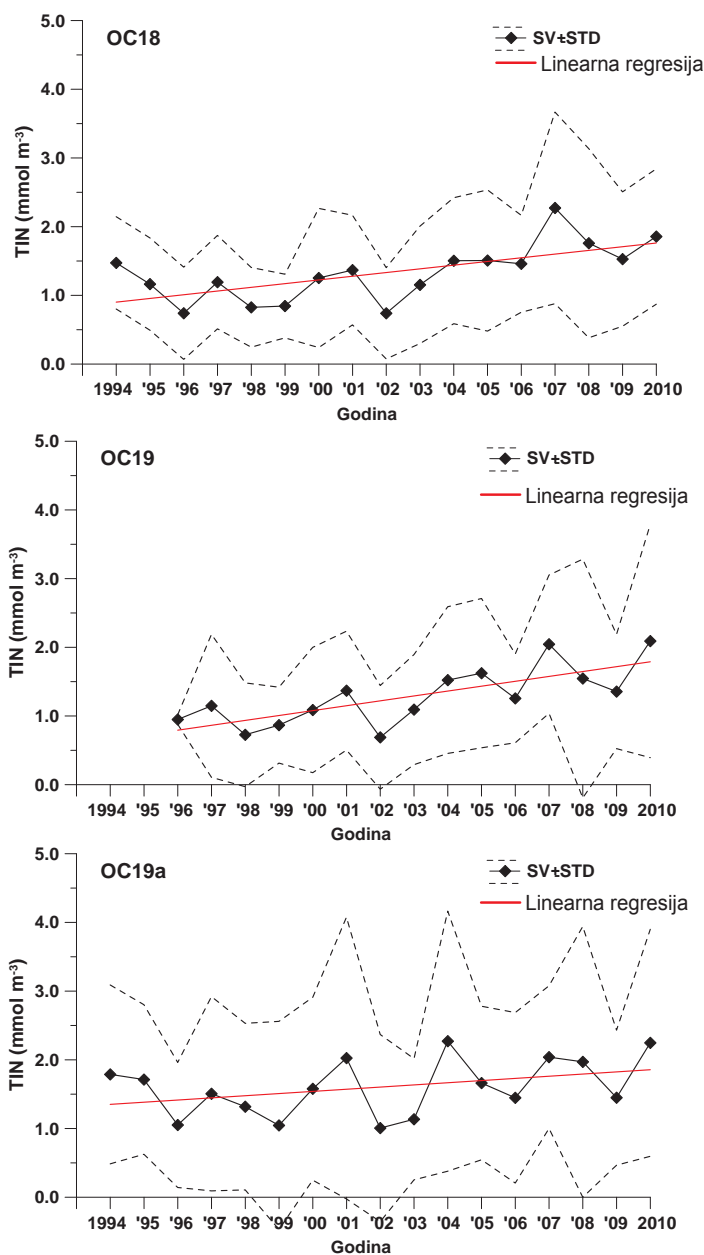 OC18
SV±STD
Linearna regresija
TIN (mmol m⁻³)
5.0
4.0
3.0
2.0
1.0
0.0
1994 '95 '96 '97 '98 '99 '00 '01 '02 '03 '04 '05 '06 '07 '08 '09 2010
Godina
OC19
SV±STD
Linearna regresija
TIN (mmol m⁻³)
5.0
4.0
3.0
2.0
1.0
0.0
1994 '95 '96 '97 '98 '99 '00 '01 '02 '03 '04 '05 '06 '07 '08 '09 2010
Godina
OC19a
SV±STD
Linearna regresija
TIN (mmol m⁻³)
5.0
4.0
3.0
2.0
1.0
0.0
1994 '95 '96 '97 '98 '99 '00 '01 '02 '03 '04 '05 '06 '07 '08 '09 2010
Godina